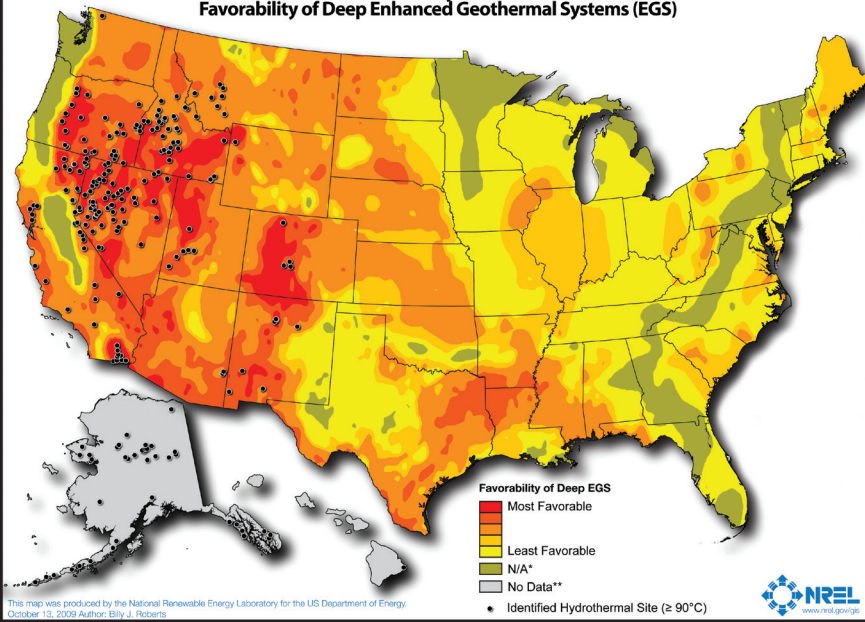 Favorability of Deep Enhanced Geothermal Systems (EGS)
Favorability of Deep EGS
Most Favorable
Least Favorable
N/A*
No Data**
Identified Hydrothermal Site (≥ 90°C)
This map was produced by the National Renewable Energy Laboratory for the US Department of Energy.
October 13, 2009 Author: Billy J. Roberts
NREL
www.nrel.gov/gis